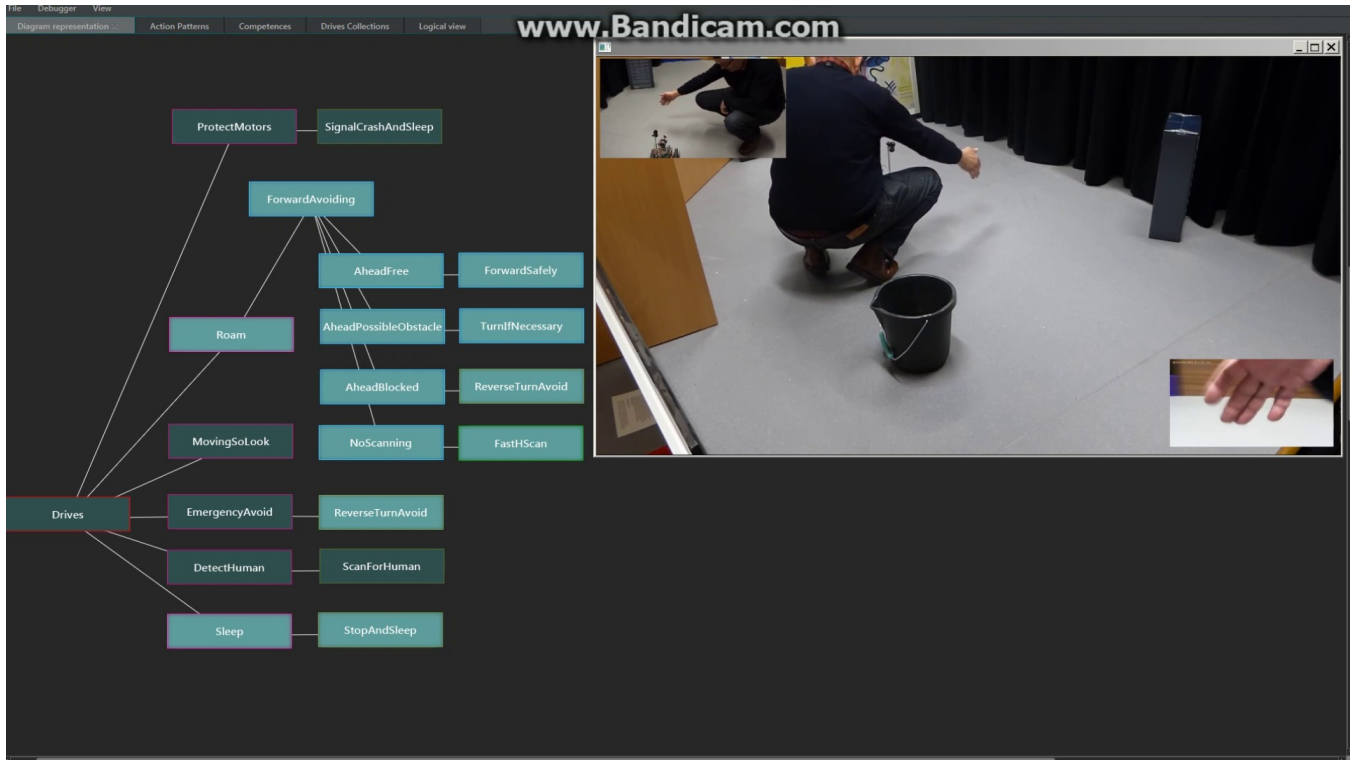 File Debugger View
www.Bandicam.com
Diagram representation Action Patterns Competences Drives Collections Logical view
ProtectMotors SignalCrashAndSleep
ForwardAvoiding
AheadFree ForwardSafely
Roam AheadPossibleObstacle TurnIfNecessary
AheadBlocked ReverseTurnAvoid
MovingSoLook NoScanning FastHScan
Drives EmergencyAvoid ReverseTurnAvoid
DetectHuman ScanForHuman
Sleep StopAndSleep